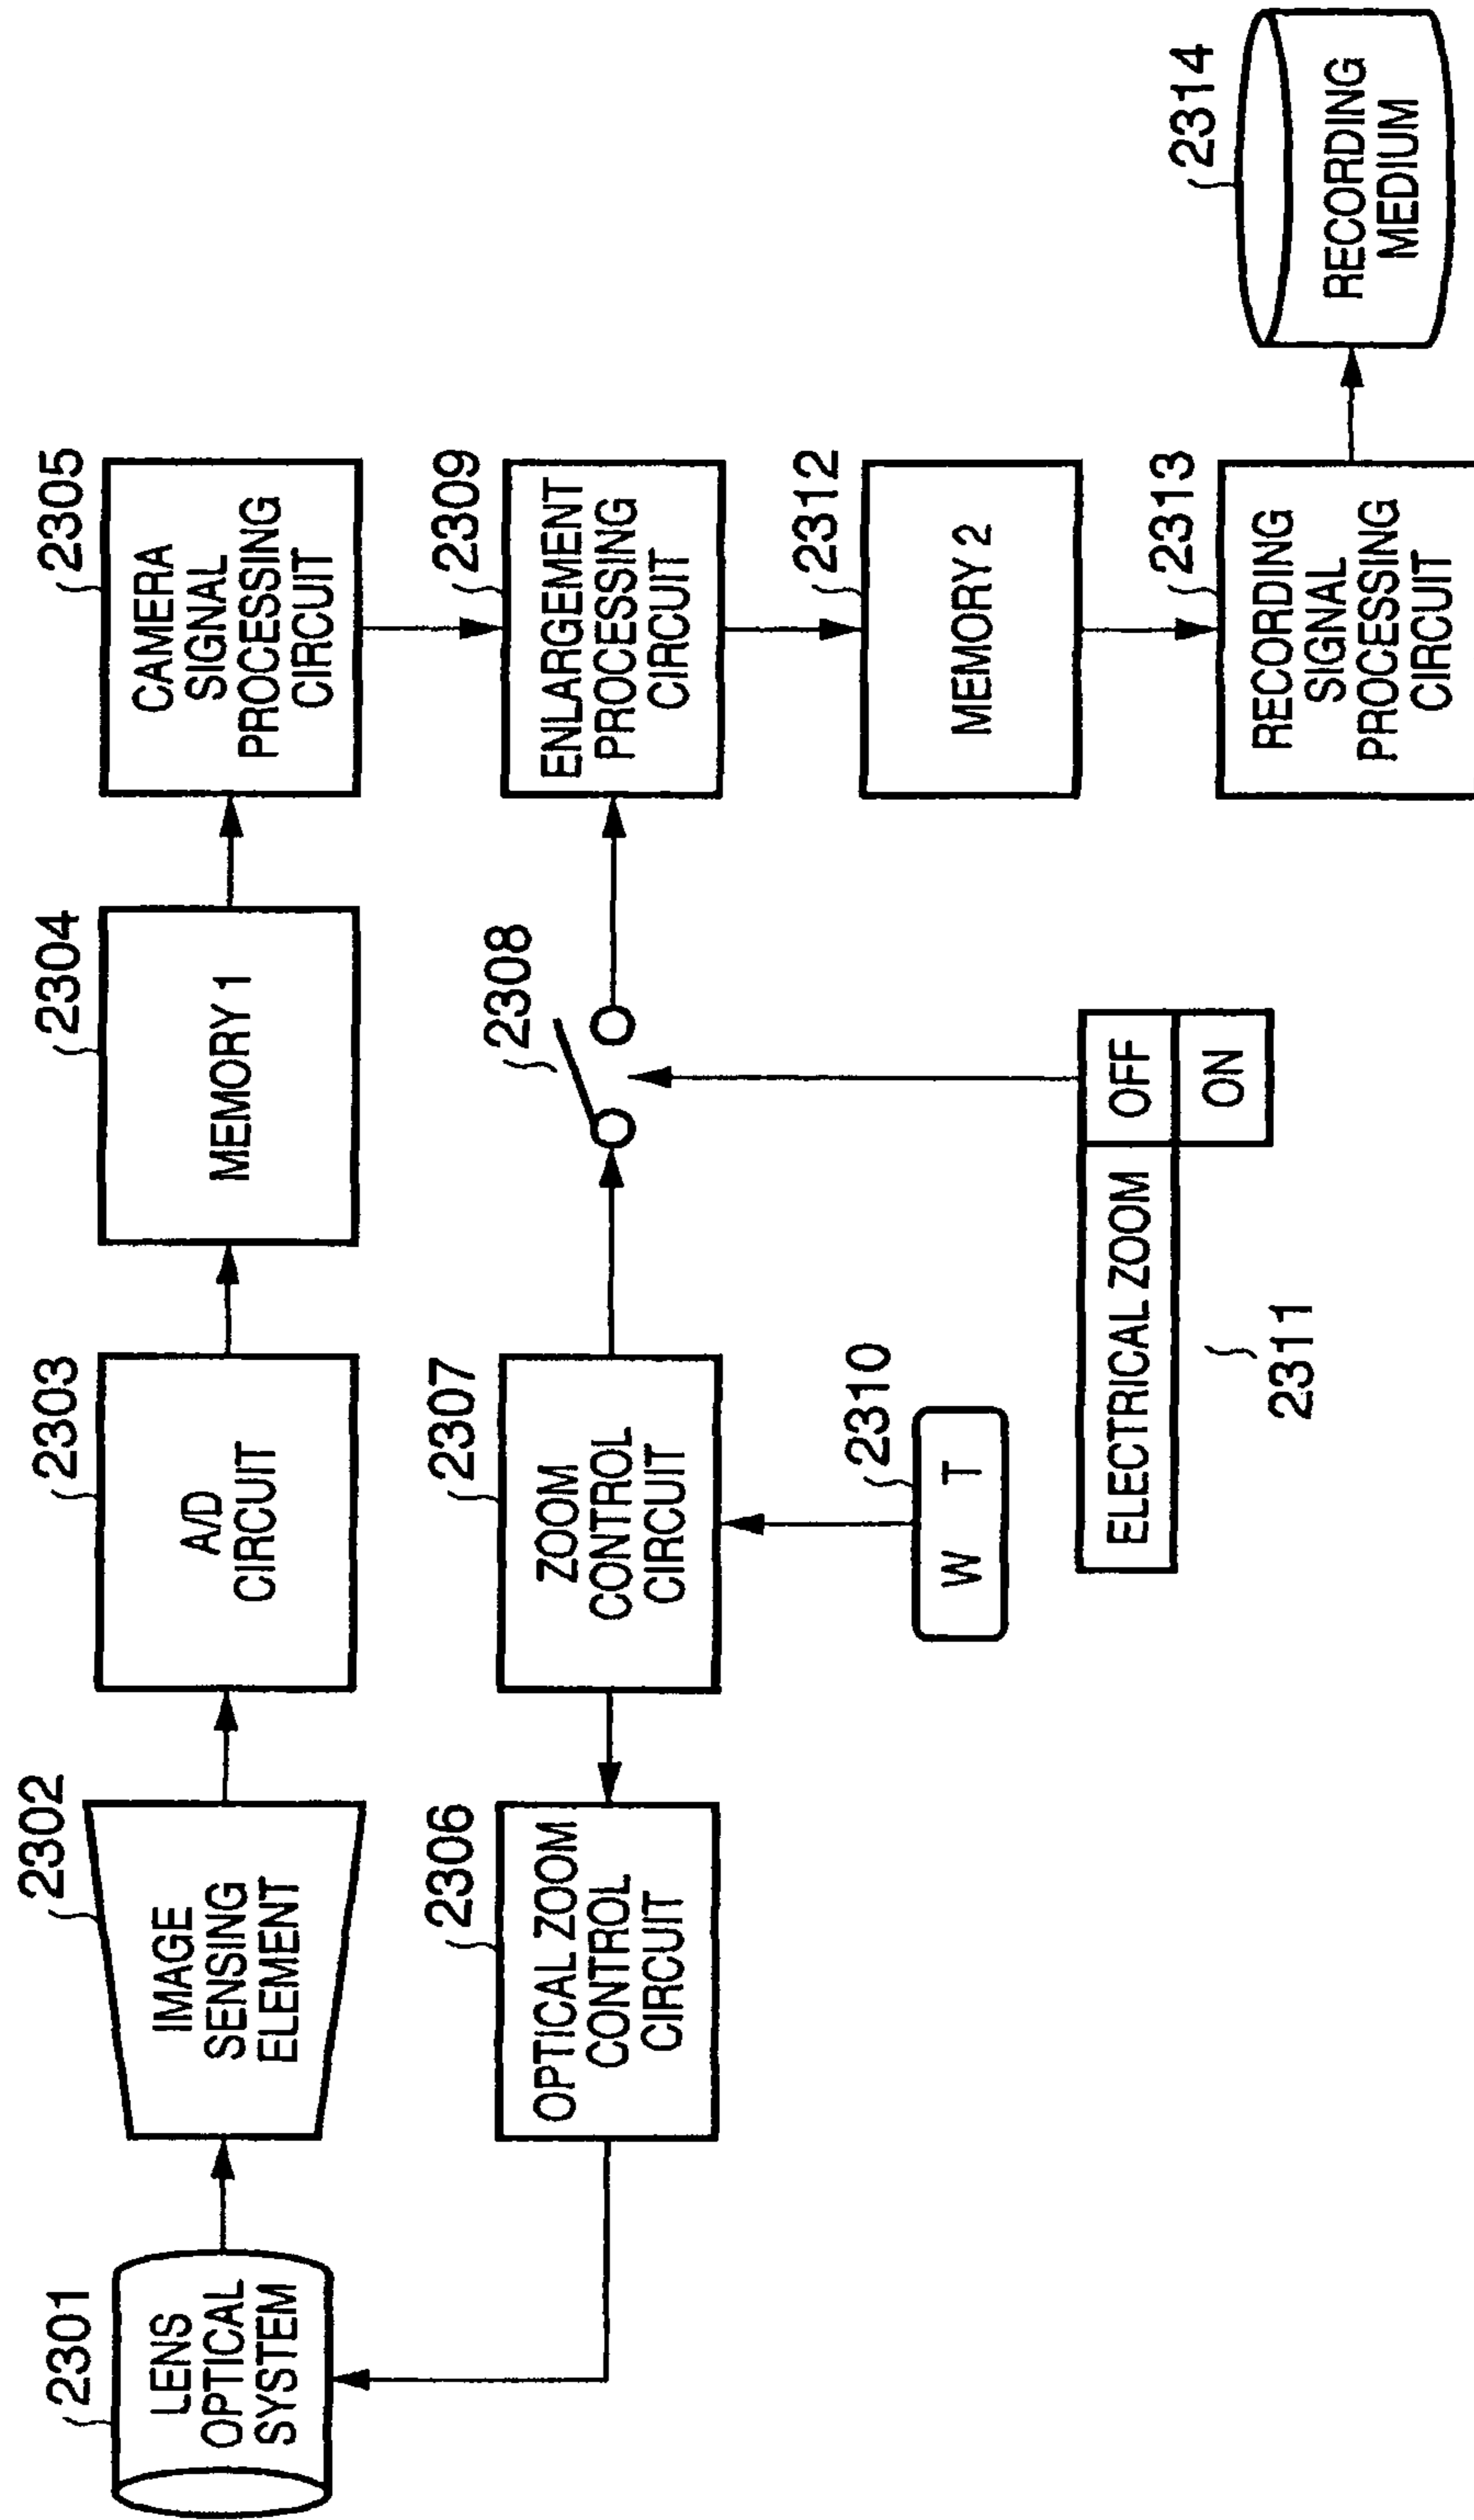 2301
LENS
OPTICAL
SYSTEM
2302
IMAGE
SENSING
ELEMENT
2303
A/D
CIRCUIT
2304
MEMORY 1
2305
CAMERA
SIGNAL
PROCESSING
CIRCUIT
2306
OPTICAL ZOOM
CONTROL
CIRCUIT
2307
ZOOM
CONTROL
CIRCUIT
2308
2309
ENLARGEMENT
PROCESSING
CIRCUIT
2310
W T
2312
MEMORY 2
ELECTRICAL ZOOM
OFF
ON
2311
2313
RECORDING
SIGNAL
PROCESSING
CIRCUIT
2314
RECORDING
MEDIUM